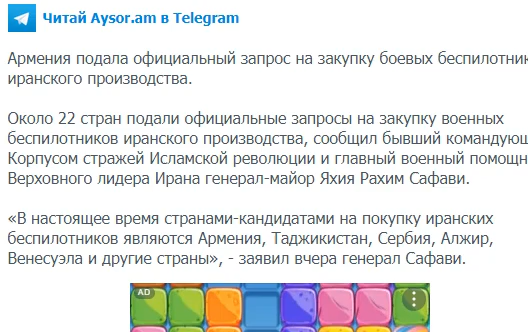 Читай Aysor.am в Telegram
Армения подала официальный запрос на закупку боевых беспилотни
иранского производства.
Около 22 стран подали официальные запросы на закупку военных
беспилотников иранского производства, сообщил бывший командующ
Корпусом стражей Исламской революции и главный военный помощн
Верховного лидера Ирана генерал-майор Яхия Рахим Сафави.
«В настоящее время странами-кандидатами на покупку иранских
беспилотников являются Армения, Таджикистан, Сербия, Алжир,
Венесуэла и другие страны», - заявил вчера генерал Сафави.
AD